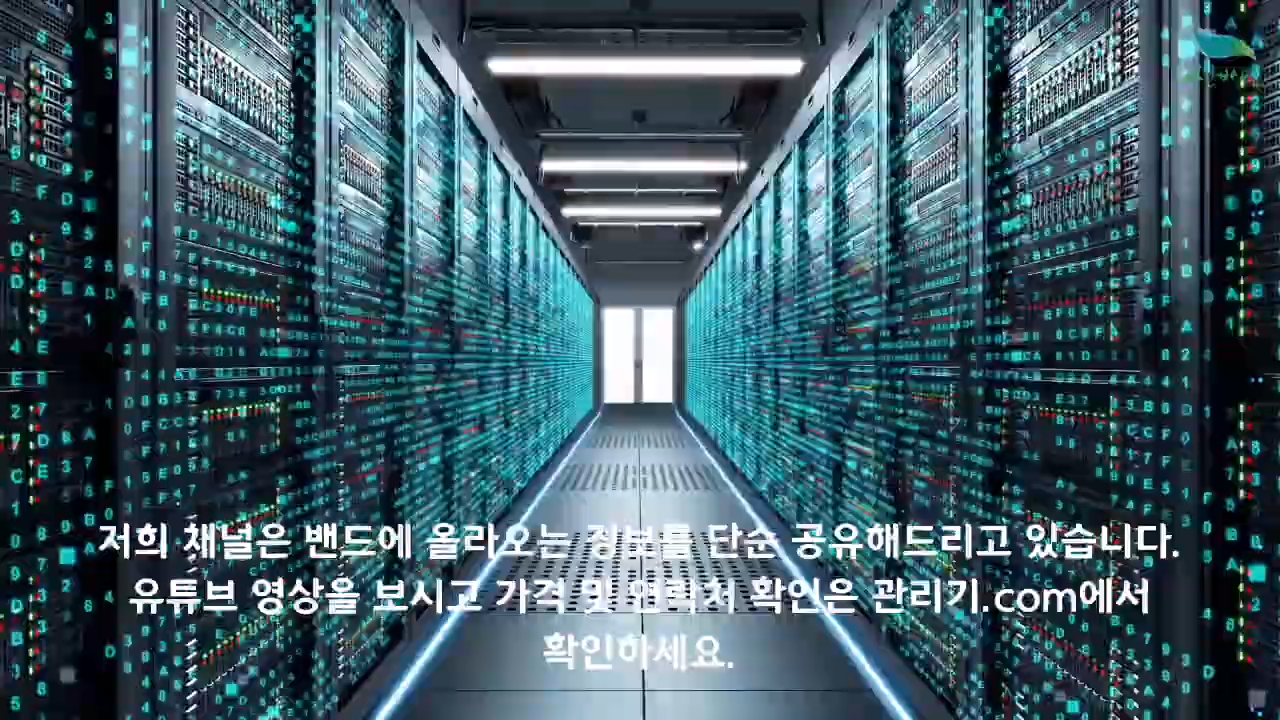 저희 채널은 밴드에 올라오는 정보를 단순 공유해드리고 있습니다.
유튜브 영상을 보시고 가격 및 연락처 확인은 관리기.com에서
확인하세요.